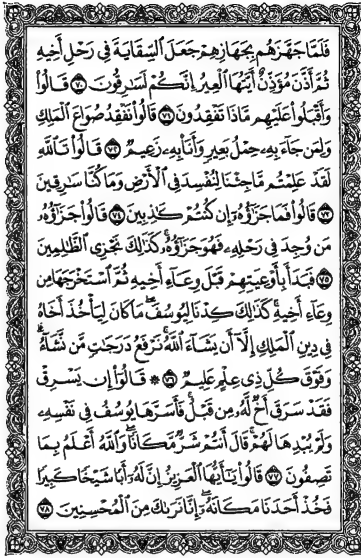 فَلَمَّا جَهَّزَهُم بِجَهَازِهِمْ جَعَلَ السِّقَايَةَ فِي رَحْلِ أَخِيهِ
ثُمَّ أَذَّنَ مُؤَذِّنٌ أَيَّتُهَا الْعِيرُ إِنَّكُمْ لَسَارِقُونَ ٧٠ قَالُوا
وَأَقْبَلُوا عَلَيْهِم مَّاذَا تَفْقِدُونَ ٧١ قَالُوا نَفْقِدُ صُوَاعَ الْمَلِكِ
وَلِمَن جَاءَ بِهِ حِمْلُ بَعِيرٍ وَأَنَا بِهِ زَعِيمٌ ٧٢ قَالُوا تَاللَّهِ
لَقَدْ عَلِمْتُم مَّا جِئْنَا لِنُفْسِدَ فِي الْأَرْضِ وَمَا كُنَّا سَارِقِينَ
٧٣ قَالُوا فَمَا جَزَاؤُهُ إِن كُنتُمْ كَاذِبِينَ ٧٤ قَالُوا جَزَاؤُهُ
مَن وُجِدَ فِي رَحْلِهِ فَهُوَ جَزَاؤُهُ كَذَٰلِكَ نَجْزِي الظَّالِمِينَ
٧٥ فَبَدَأَ بِأَوْعِيَتِهِمْ قَبْلَ وِعَاءِ أَخِيهِ ثُمَّ اسْتَخْرَجَهَا مِن
وِعَاءِ أَخِيهِ كَذَٰلِكَ كِدْنَا لِيُوسُفَ مَا كَانَ لِيَأْخُذَ أَخَاهُ
فِي دِينِ الْمَلِكِ إِلَّا أَن يَشَاءَ اللَّهُ نَرْفَعُ دَرَجَاتٍ مَّن نَّشَاءُ
وَفَوْقَ كُلِّ ذِي عِلْمٍ عَلِيمٌ ٧٦ ۞ قَالُوا إِن يَسْرِقْ
فَقَدْ سَرَقَ أَخٌ لَّهُ مِن قَبْلُ فَأَسَرَّهَا يُوسُفُ فِي نَفْسِهِ
وَلَمْ يُبْدِهَا لَهُمْ قَالَ أَنتُمْ شَرٌّ مَّكَانًا وَاللَّهُ أَعْلَمُ بِمَا
تَصِفُونَ ٧٧ قَالُوا يَا أَيُّهَا الْعَزِيزُ إِنَّ لَهُ أَبًا شَيْخًا كَبِيرًا
فَخُذْ أَحَدَنَا مَكَانَهُ إِنَّا نَرَاكَ مِنَ الْمُحْسِنِينَ ٧٨